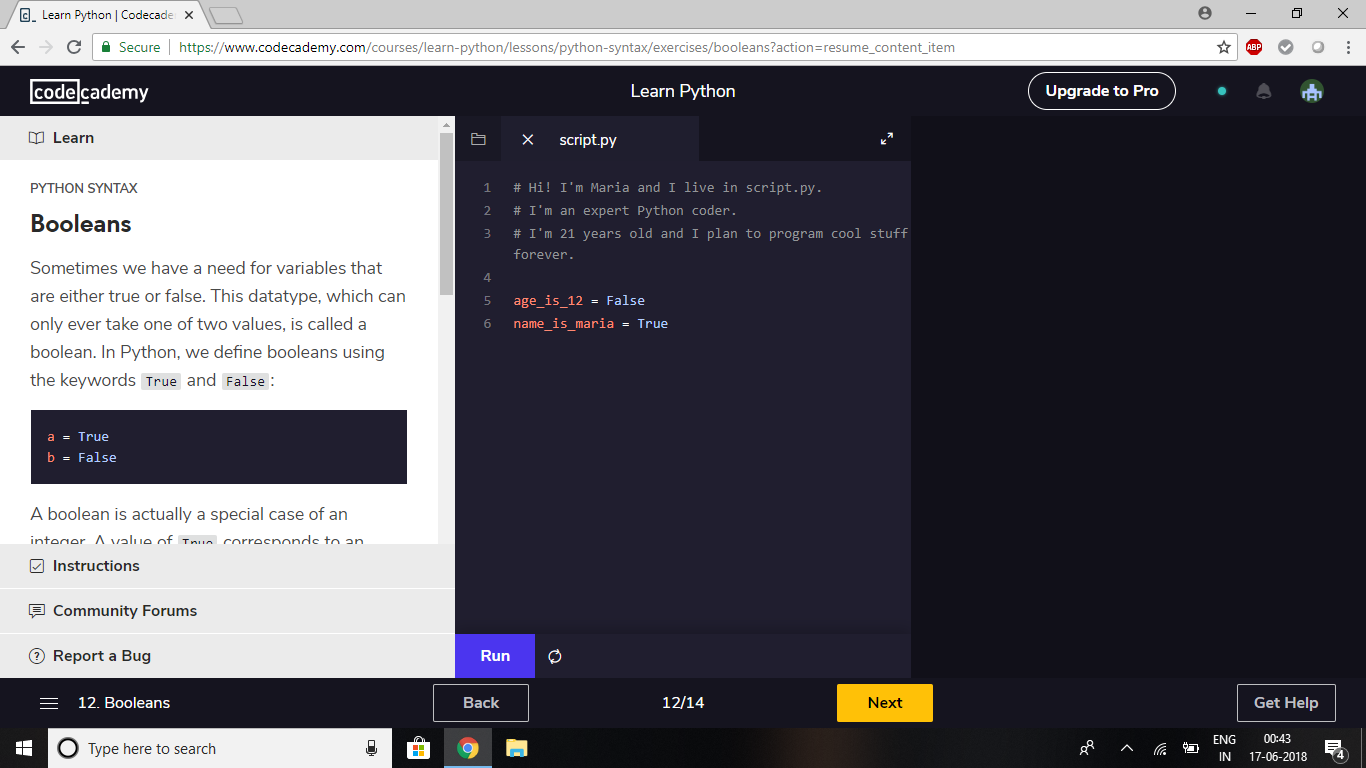 Learn Python | Codecade
Secure
https://www.codecademy.com/courses/learn-python/lessons/python-syntax/exercises/booleans?action=resume_content_item
ABP
codecademy
Learn Python
Upgrade to Pro
Learn
PYTHON SYNTAX
Booleans
Sometimes we have a need for variables that
are either true or false. This datatype, which can
only ever take one of two values, is called a
boolean. In Python, we define booleans using
the keywords True and False:
a = True
b = False
A boolean is actually a special case of an
integer. A value of True corresponds to an
Instructions
Community Forums
Report a Bug
script.py
1 # Hi! I'm Maria and I live in script.py.
2 # I'm an expert Python coder.
3 # I'm 21 years old and I plan to program cool stuff
forever.
4
5 age_is_12 = False
6 name_is_maria = True
Run
12. Booleans
Back
12/14
Next
Get Help
Type here to search
ENG
IN
00:43
17-06-2018
4